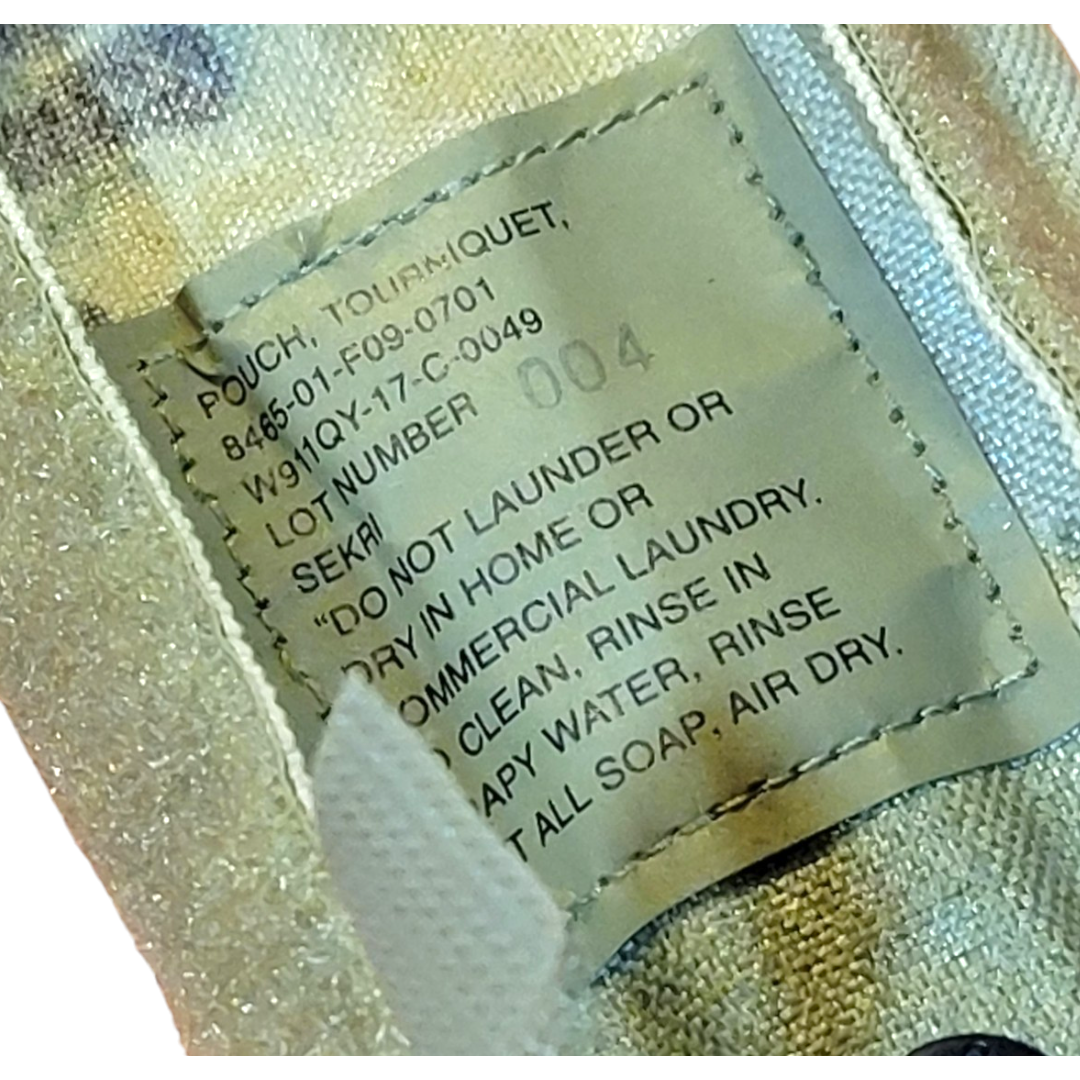 POUCH, TOURNIQUET,
8465-01-F09-0701
W911QY-17-C-0049
LOT NUMBER 004
SEKRI
"DO NOT LAUNDER OR
DRY IN HOME OR
OMMERCIAL LAUNDRY.
O CLEAN, RINSE IN
APY WATER, RINSE
T ALL SOAP, AIR DRY.